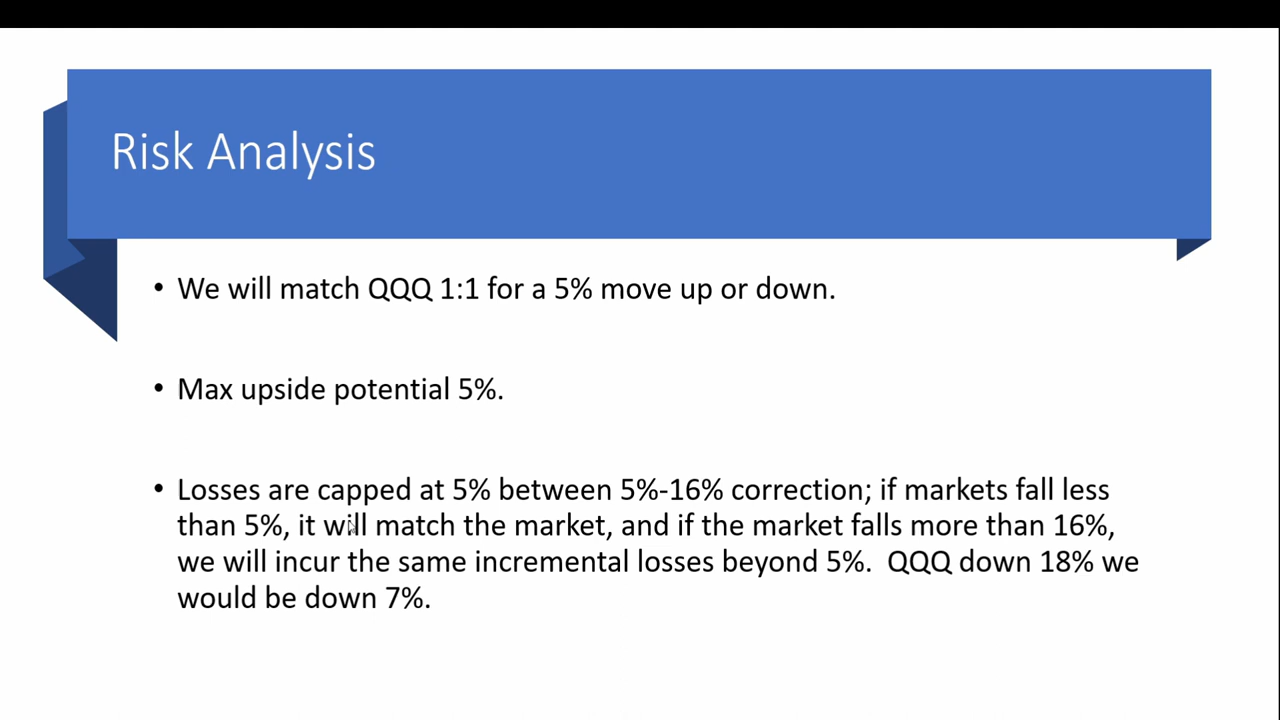 Risk Analysis
• We will match QQQ 1:1 for a 5% move up or down.
• Max upside potential 5%.
• Losses are capped at 5% between 5%-16% correction; if markets fall less
than 5%, it will match the market, and if the market falls more than 16%,
we will incur the same incremental losses beyond 5%.  QQQ down 18% we
would be down 7%.